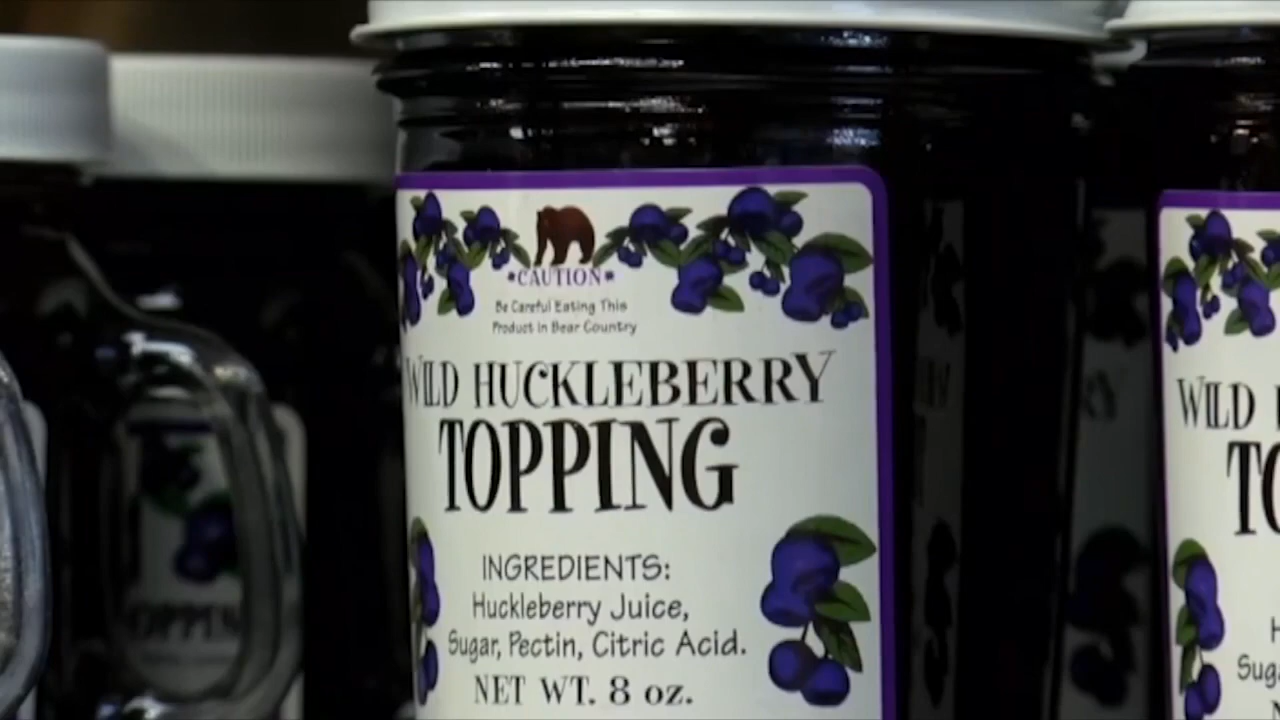 *CAUTION*
Be Careful Eating This
Product in Bear Country
WILD HUCKLEBERRY
TOPPING
INGREDIENTS:
Huckleberry Juice,
Sugar, Pectin, Citric Acid.
NET WT. 8 oz.
WILD